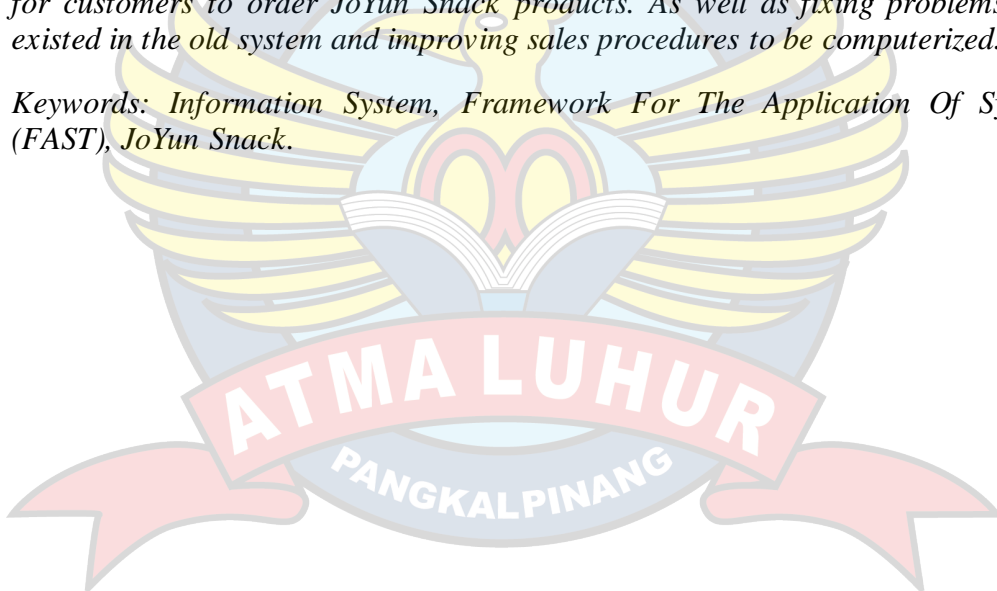 for customers to order JoYun Snack products. As well as fixing problems
existed in the old system and improving sales procedures to be computerized.
Keywords: Information System, Framework For The Application Of
(FAST), JoYun Snack.
ATMA LUHUR
PANGKALPINANG